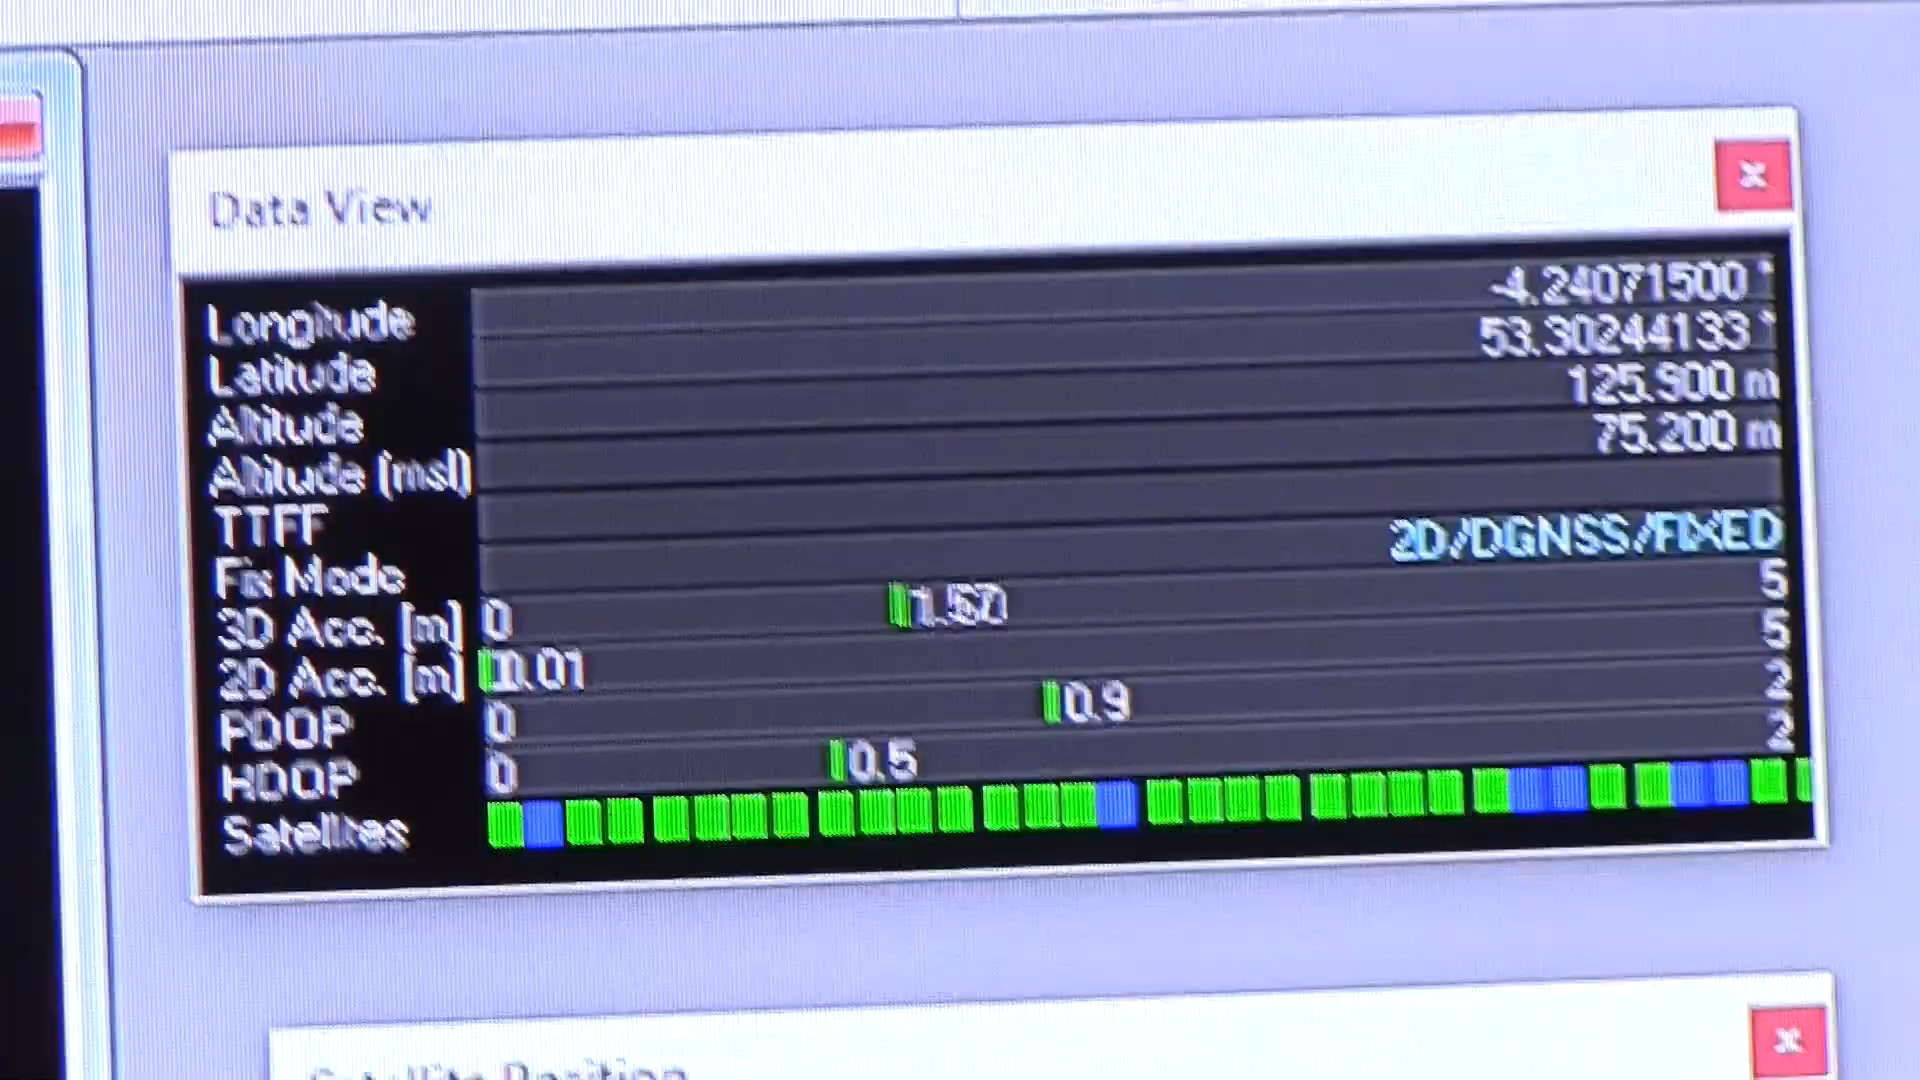 Data View
Longitude -4.24071500 °
Latitude 53.30244133 °
Altitude 125.900 m
Altitude (msl) 75.200 m
TTFF
Fix Mode 2D/DGNSS/FIXED
3D Acc. [m] 0 5
2D Acc. [m] 0.01 5
PDOP 0 0.9 2
HDOP 0 0.5 2
Satellites
Satellite Position